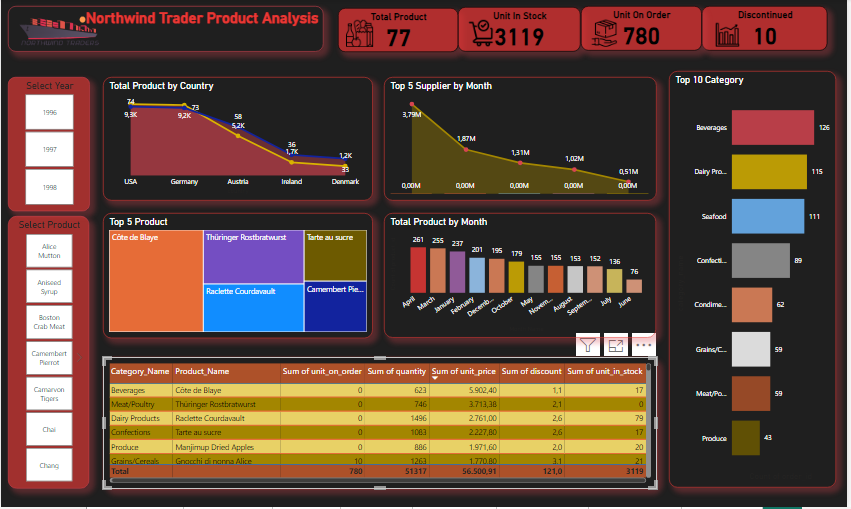 Northwind Trader Product Analysis
NORTHWIND TRADERS
Total Product
77
Unit In Stock
3119
Unit On Order
780
Discontinued
10
Select Year
1996
1997
1998
Select Product
Alice
Mutton
Aniseed
Syrup
Boston
Crab Meat
Camembert
Pierrot
Carnarvon
Tigers
Chai
Chang
Total Product by Country
74
9,3K
73
9,2K
58
5,2K
36
1,7K
1,2K
33
USA Germany Austria Ireland Denmark
Top 5 Supplier by Month
3,79M
1,87M
1,31M
1,02M
0,51M
0,00M 0,00M 0,00M 0,00M 0,00M
Top 5 Product
Côte de Blaye
Thüringer Rostbratwurst
Tarte au sucre
Raclette Courdavault
Camembert Pie...
Total Product by Month
261 255 237 201 195 179 155 155 153 152 136 76
April March January February Decemb... October May Novem... August Septem... July June
Category_Name Product_Name Sum of unit_on_order Sum of quantity Sum of unit_price Sum of discount Sum of unit_in_stock
Beverages Côte de Blaye 0 623 5.902,40 1,1 17
Meat/Poultry Thüringer Rostbratwurst 0 746 3.713,38 2,1 0
Dairy Products Raclette Courdavault 0 1496 2.761,00 2,6 79
Confections Tarte au sucre 0 1083 2.227,80 2,6 17
Produce Manjimup Dried Apples 0 886 1.971,60 2,0 20
Grains/Cereals Gnocchi di nonna Alice 10 1263 1.770,80 3,1 21
Total 780 51317 56.500,91 121,0 3119
Top 10 Category
Beverages 126
Dairy Pro... 115
Seafood 111
Confecti... 89
Condime... 62
Grains/C... 59
Meat/Po... 59
Produce 43